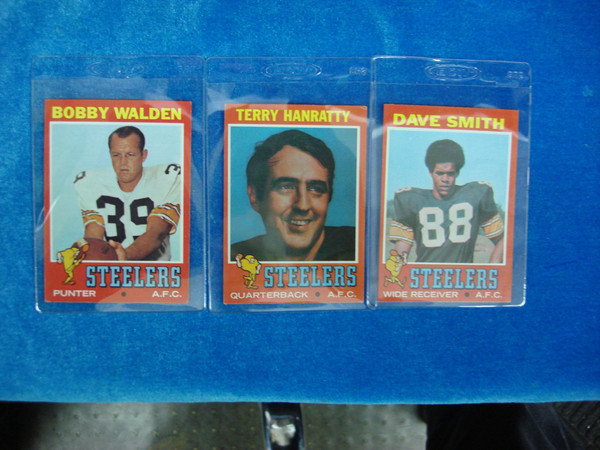 BOBBY WALDEN
39
STEELERS
PUNTER • A.F.C.
TERRY HANRATTY
STEELERS
QUARTERBACK • A.F.C.
DAVE SMITH
88
STEELERS
WIDE RECEIVER • A.F.C.